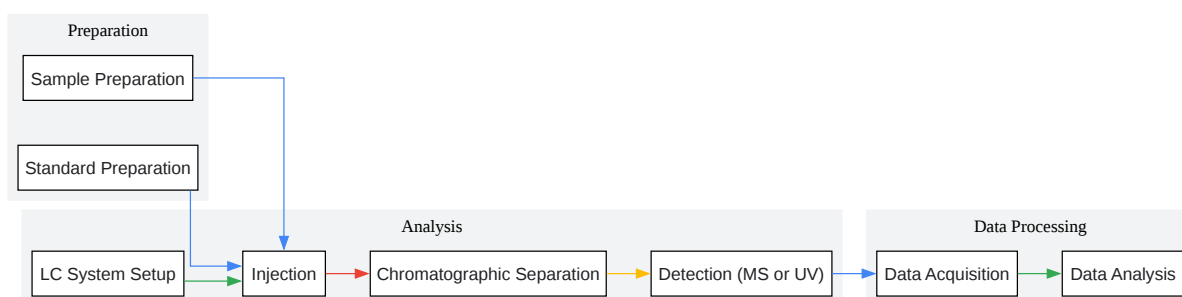 Preparation
Sample Preparation
Standard Preparation
Analysis
Data Processing
LC System Setup
Injection
Chromatographic Separation
Detection (MS or UV)
Data Acquisition
Data Analysis